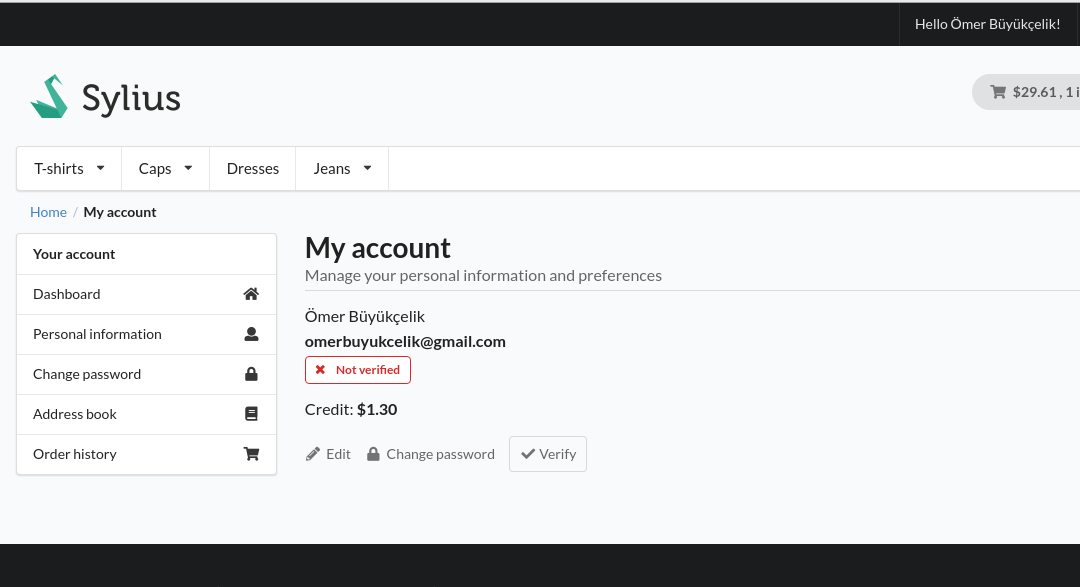 Hello Ömer Büyükçelik!
Sylius
$29.61 , 1 i
T-shirts Caps Dresses Jeans
Home / My account
Your account
Dashboard
Personal information
Change password
Address book
Order history
My account
Manage your personal information and preferences
Ömer Büyükçelik
omerbuyukcelik@gmail.com
Not verified
Credit: $1.30
Edit Change password Verify